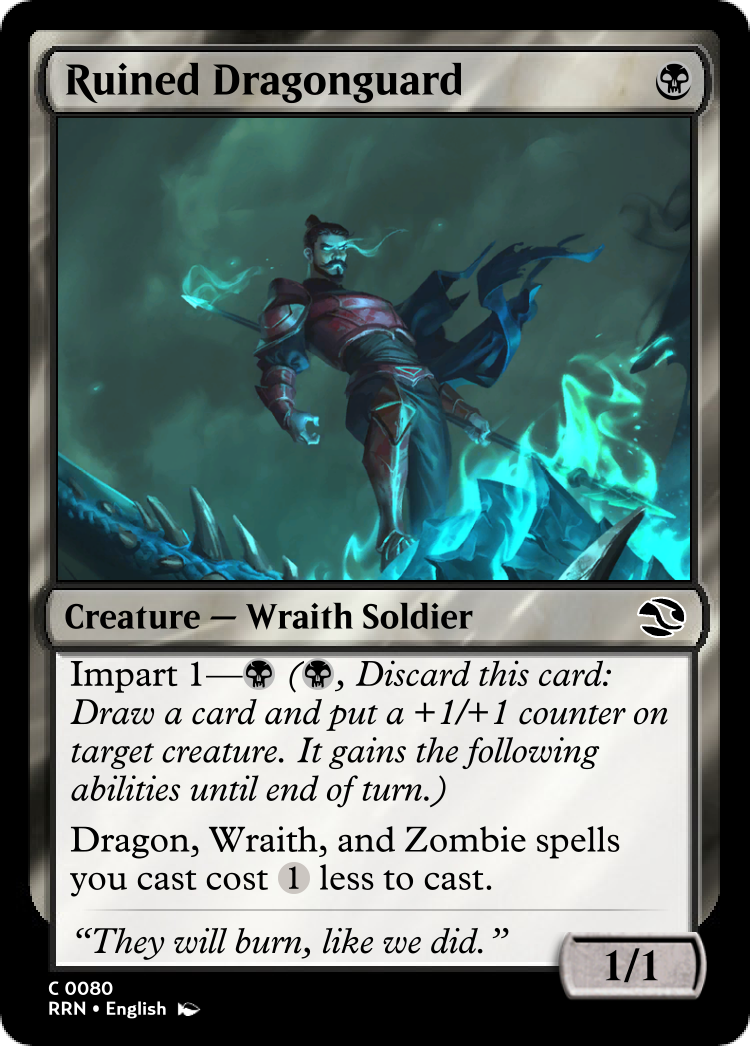 Ruined Dragonguard
Creature — Wraith Soldier
Impart 1— (, Discard this card:
Draw a card and put a +1/+1 counter on
target creature. It gains the following
abilities until end of turn.)
Dragon, Wraith, and Zombie spells
you cast cost 1 less to cast.
“They will burn, like we did.”
1/1
C 0080
RRN • English